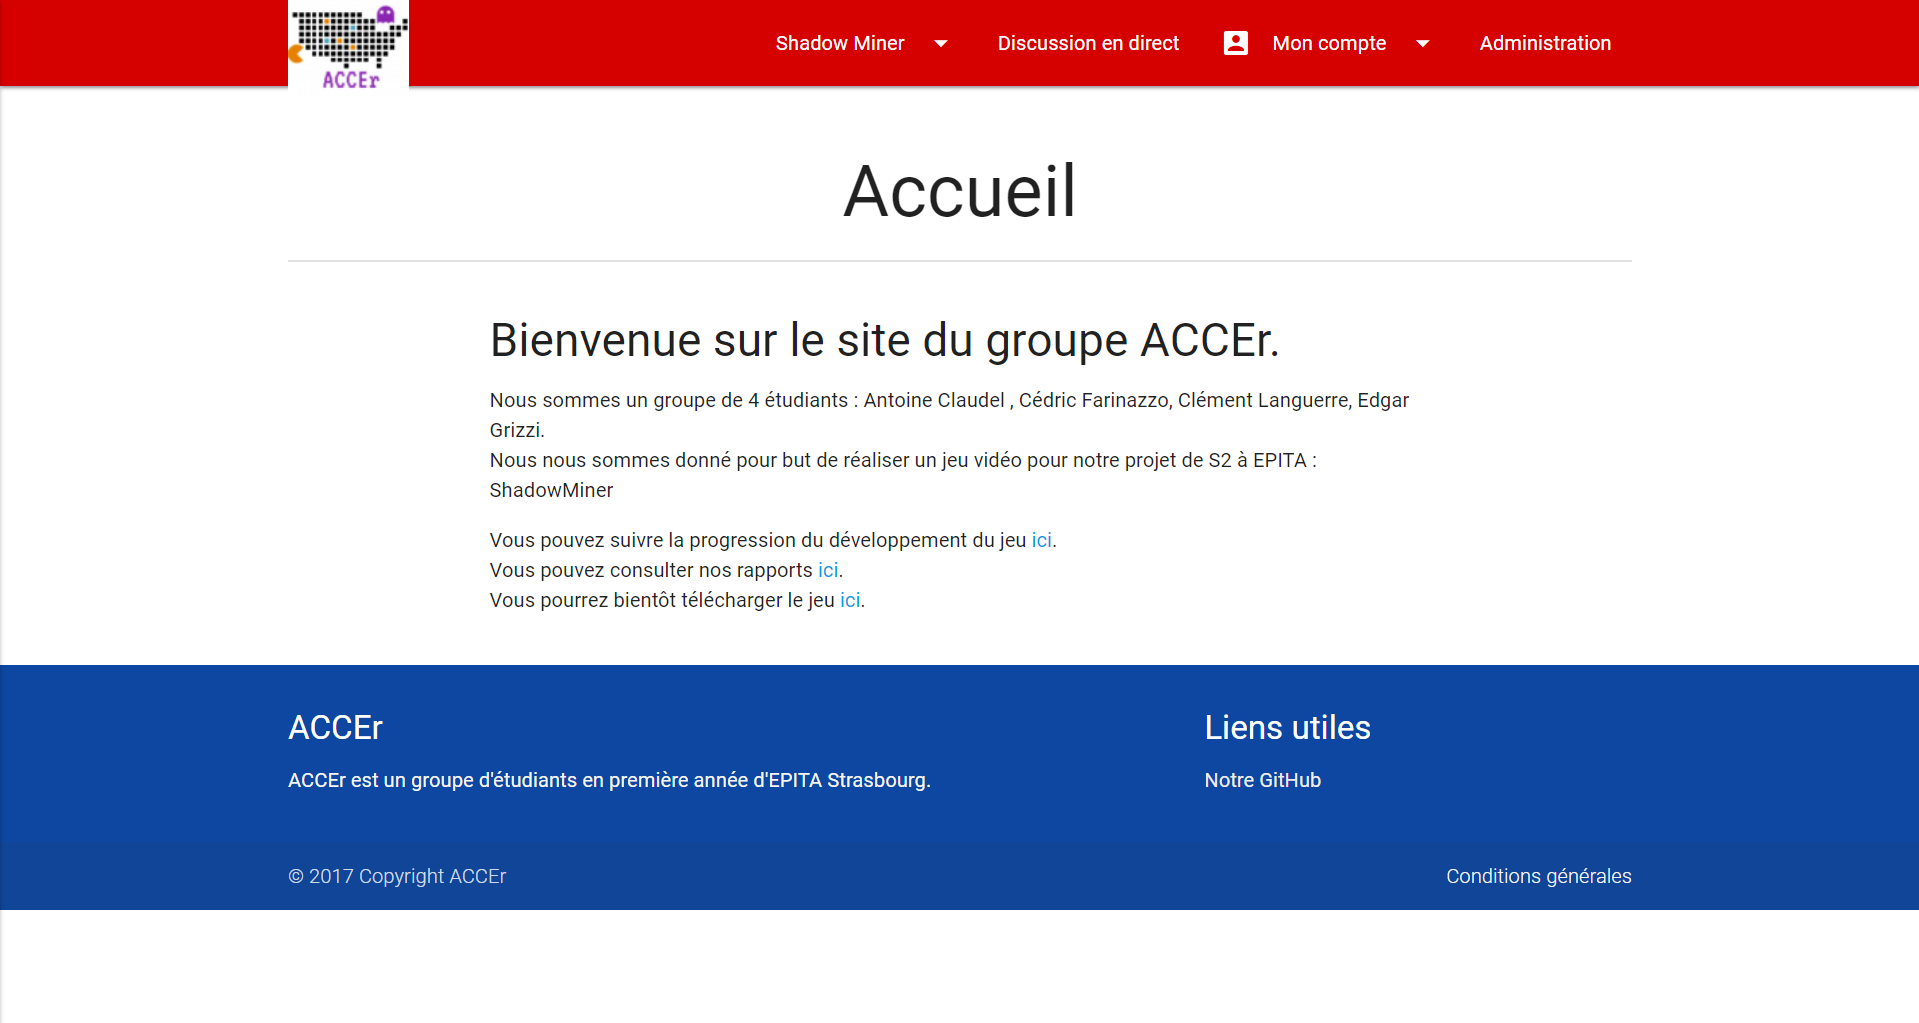 ACCEr
Shadow Miner
Discussion en direct
Mon compte
Administration
Accueil
Bienvenue sur le site du groupe ACCEr.
Nous sommes un groupe de 4 étudiants : Antoine Claudel , Cédric Farinazzo, Clément Languerre, Edgar
Grizzi.
Nous nous sommes donné pour but de réaliser un jeu vidéo pour notre projet de S2 à EPITA :
ShadowMiner
Vous pouvez suivre la progression du développement du jeu ici.
Vous pouvez consulter nos rapports ici.
Vous pourrez bientôt télécharger le jeu ici.
ACCEr
ACCEr est un groupe d'étudiants en première année d'EPITA Strasbourg.
Liens utiles
Notre GitHub
© 2017 Copyright ACCEr
Conditions générales